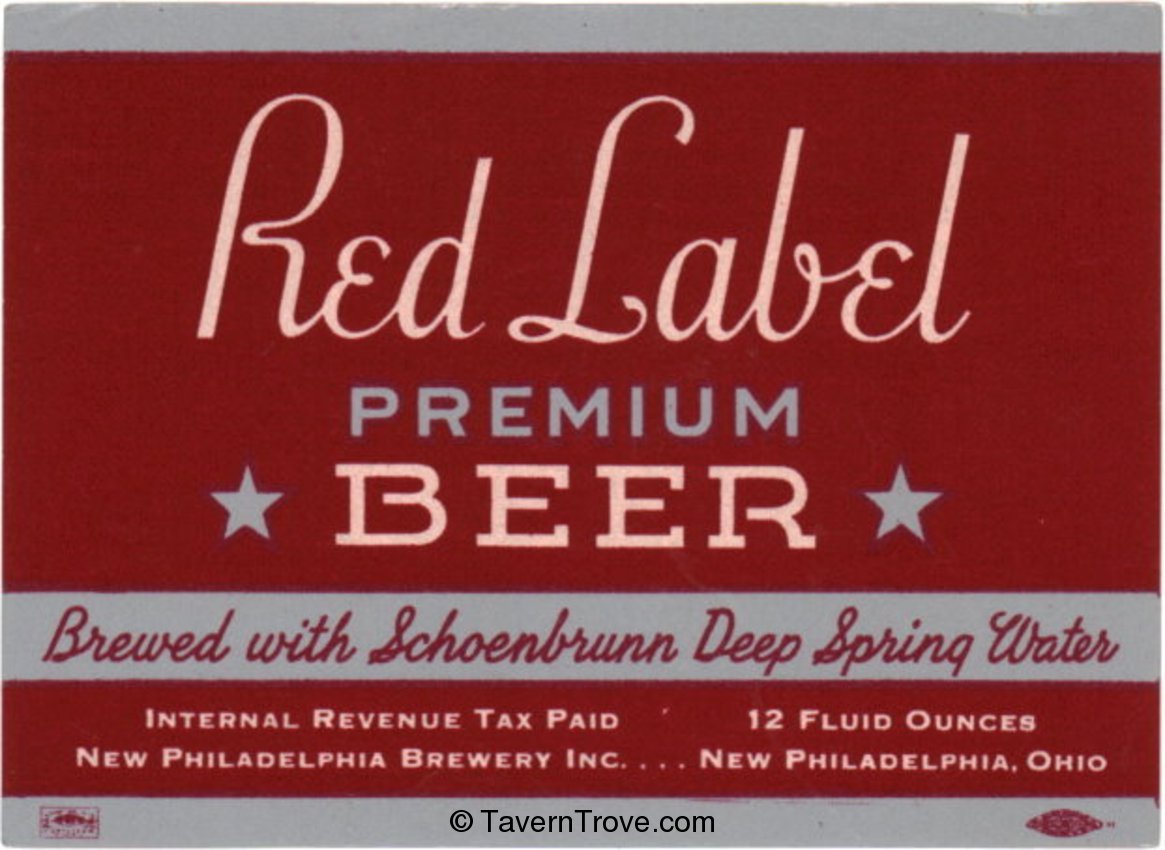 Red Label
PREMIUM
BEER
Brewed with Schoenbrunn Deep Spring Water
INTERNAL REVENUE TAX PAID 12 FLUID OUNCES
NEW PHILADELPHIA BREWERY INC. . . . NEW PHILADELPHIA, OHIO
© TavernTrove.com